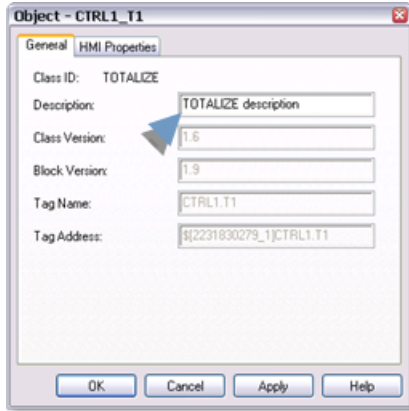 Object - CTRL1_T1
General HMI Properties
Class ID: TOTALIZE
Description: TOTALIZE description
Class Version: 1.6
Block Version: 1.9
Tag Name: CTRL1.T1
Tag Address: $[2231830279_1]CTRL1.T1
OK Cancel Apply Help